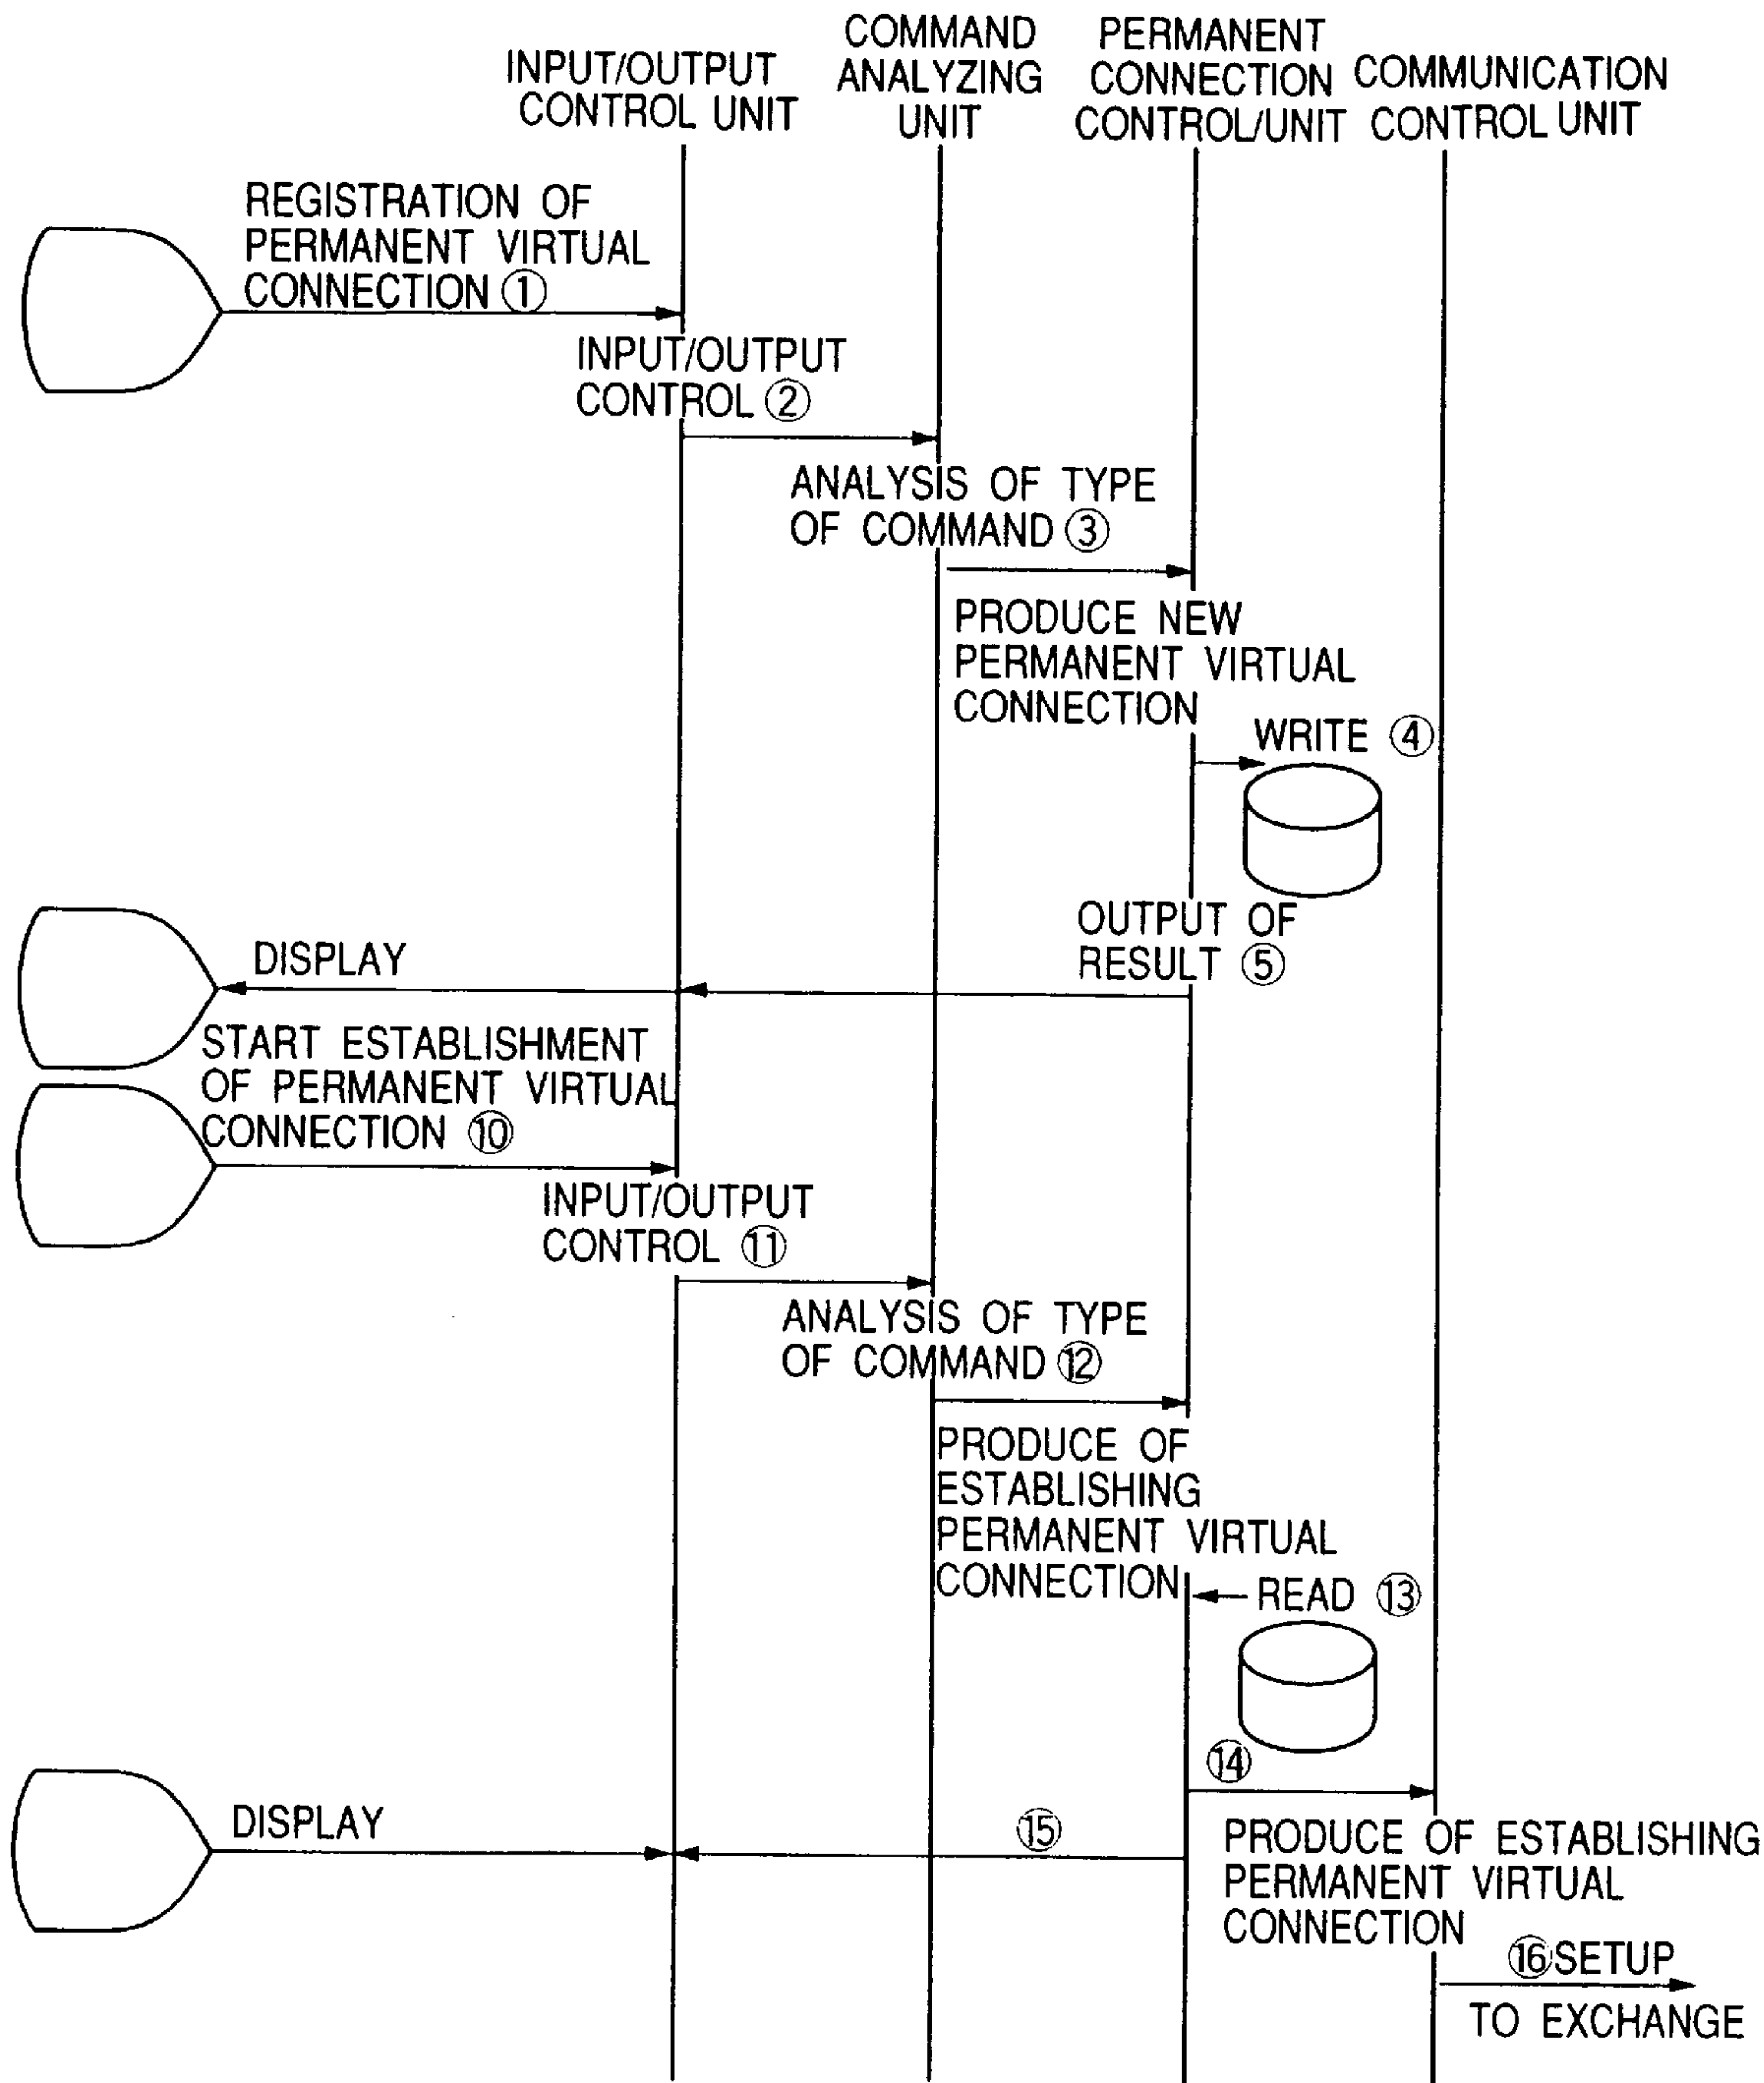 INPUT/OUTPUT
CONTROL UNIT
COMMAND
ANALYZING
UNIT
PERMANENT
CONNECTION
CONTROL/UNIT
COMMUNICATION
CONTROL UNIT
REGISTRATION OF
PERMANENT VIRTUAL
CONNECTION ①
INPUT/OUTPUT
CONTROL ②
ANALYSIS OF TYPE
OF COMMAND ③
PRODUCE NEW
PERMANENT VIRTUAL
CONNECTION
WRITE ④
OUTPUT OF
RESULT ⑤
DISPLAY
START ESTABLISHMENT
OF PERMANENT VIRTUAL
CONNECTION ⑩
INPUT/OUTPUT
CONTROL ⑪
ANALYSIS OF TYPE
OF COMMAND ⑫
PRODUCE OF
ESTABLISHING
PERMANENT VIRTUAL
CONNECTION
READ ⑬
⑭
DISPLAY
⑮
PRODUCE OF ESTABLISHING
PERMANENT VIRTUAL
CONNECTION
⑯SETUP
TO EXCHANGE